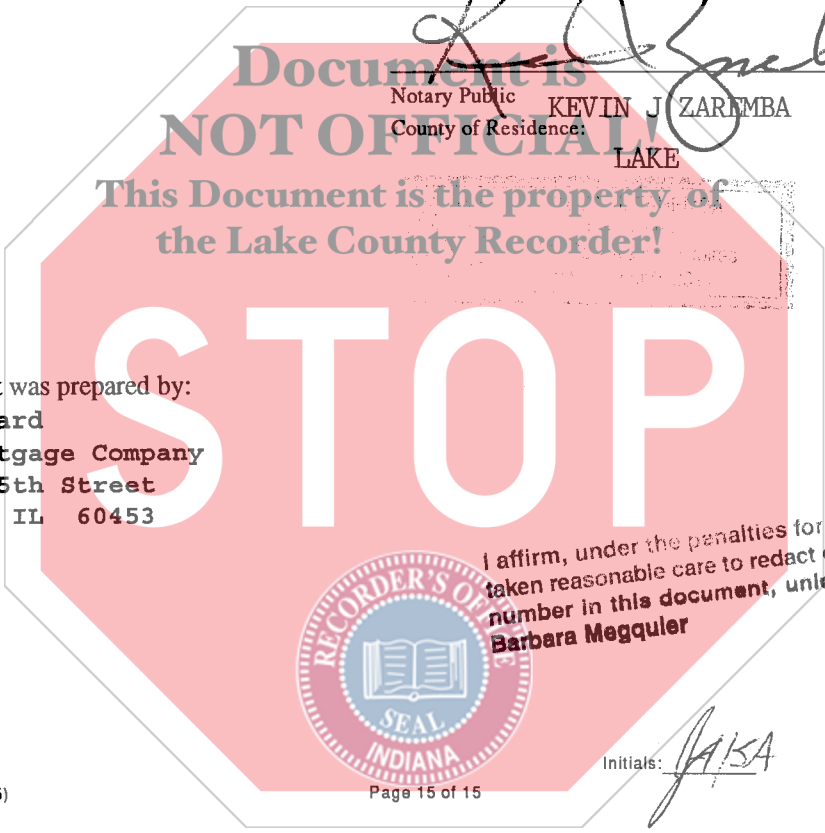 Document is
NOT OFFICIAL!
This Document is the property of
the Lake County Recorder!
Notary Public KEVIN J ZAREMBA
County of Residence:
LAKE
STOP
was prepared by:
ard
tgage Company
5th Street
IL 60453
I affirm, under the penalties for
taken reasonable care to redact
number in this document, unl
Barbara Megquier
RECORDER'S OFFICE
SEAL
INDIANA
Initials:
Page 15 of 15